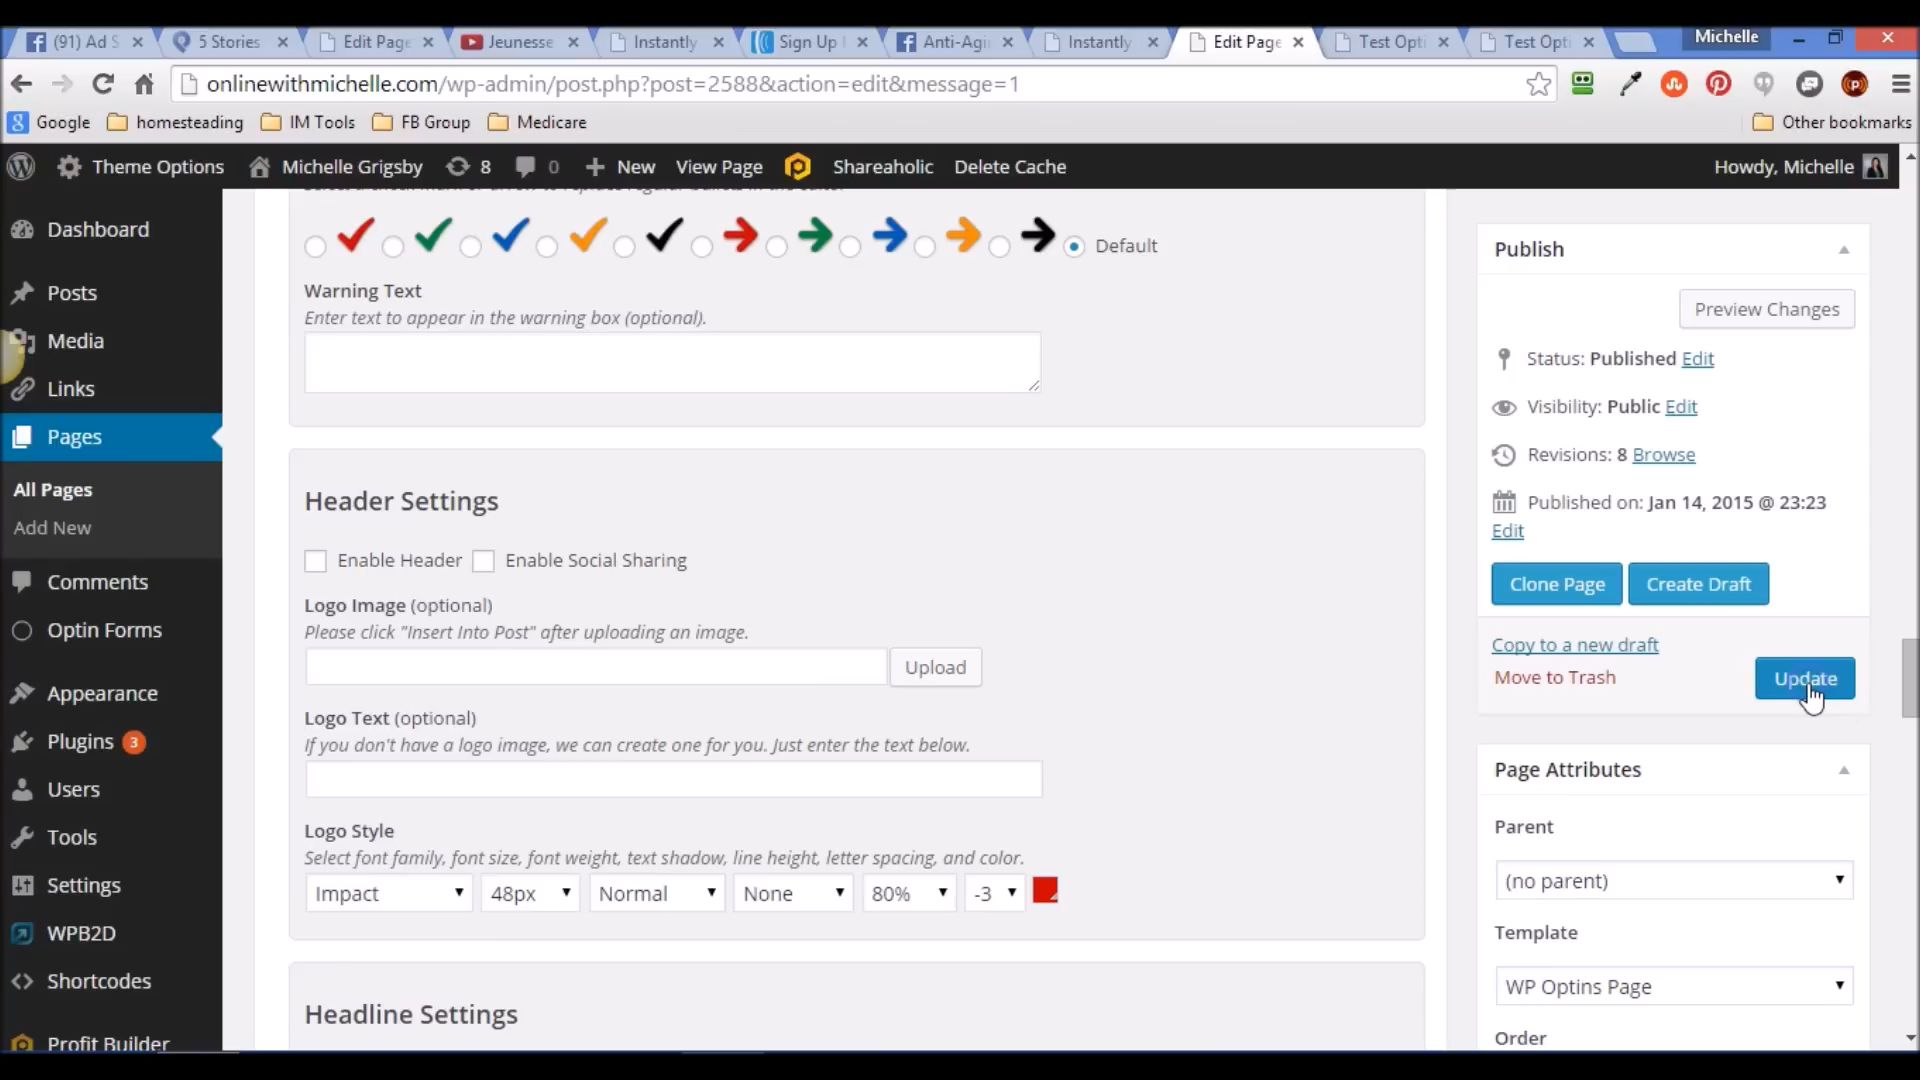 (91) Ad S
5 Stories
Edit Page
Jeunesse
Instantly
Sign Up
Anti-Agi
Instantly
Edit Page
Test Opti
Test Opti
Michelle
onlinewithmichelle.com/wp-admin/post.php?post=2588&action=edit&message=1
Google homesteading IM Tools FB Group Medicare Other bookmarks
Theme Options Michelle Grigsby 8 0 New View Page Shareaholic Delete Cache Howdy, Michelle
Dashboard
Posts
Media
Links
Pages
All Pages
Add New
Comments
Optin Forms
Appearance
Plugins 3
Users
Tools
Settings
WPB2D
Shortcodes
Profit Builder
Default
Warning Text
Enter text to appear in the warning box (optional).
Header Settings
Enable Header Enable Social Sharing
Logo Image (optional)
Please click "Insert Into Post" after uploading an image.
Upload
Logo Text (optional)
If you don't have a logo image, we can create one for you. Just enter the text below.
Logo Style
Select font family, font size, font weight, text shadow, line height, letter spacing, and color.
Impact 48px Normal None 80% -3
Headline Settings
Publish
Preview Changes
Status: Published Edit
Visibility: Public Edit
Revisions: 8 Browse
Published on: Jan 14, 2015 @ 23:23
Edit
Clone Page Create Draft
Copy to a new draft
Move to Trash
Update
Page Attributes
Parent
(no parent)
Template
WP Optins Page
Order